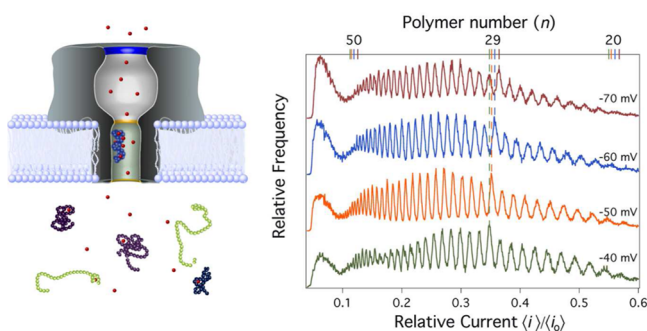 Polymer number (n)
50 29 20
-70 mV
-60 mV
-50 mV
-40 mV
Relative Frequency
0.1 0.2 0.3 0.4 0.5 0.6
Relative Current ⟨i⟩/⟨i₀⟩